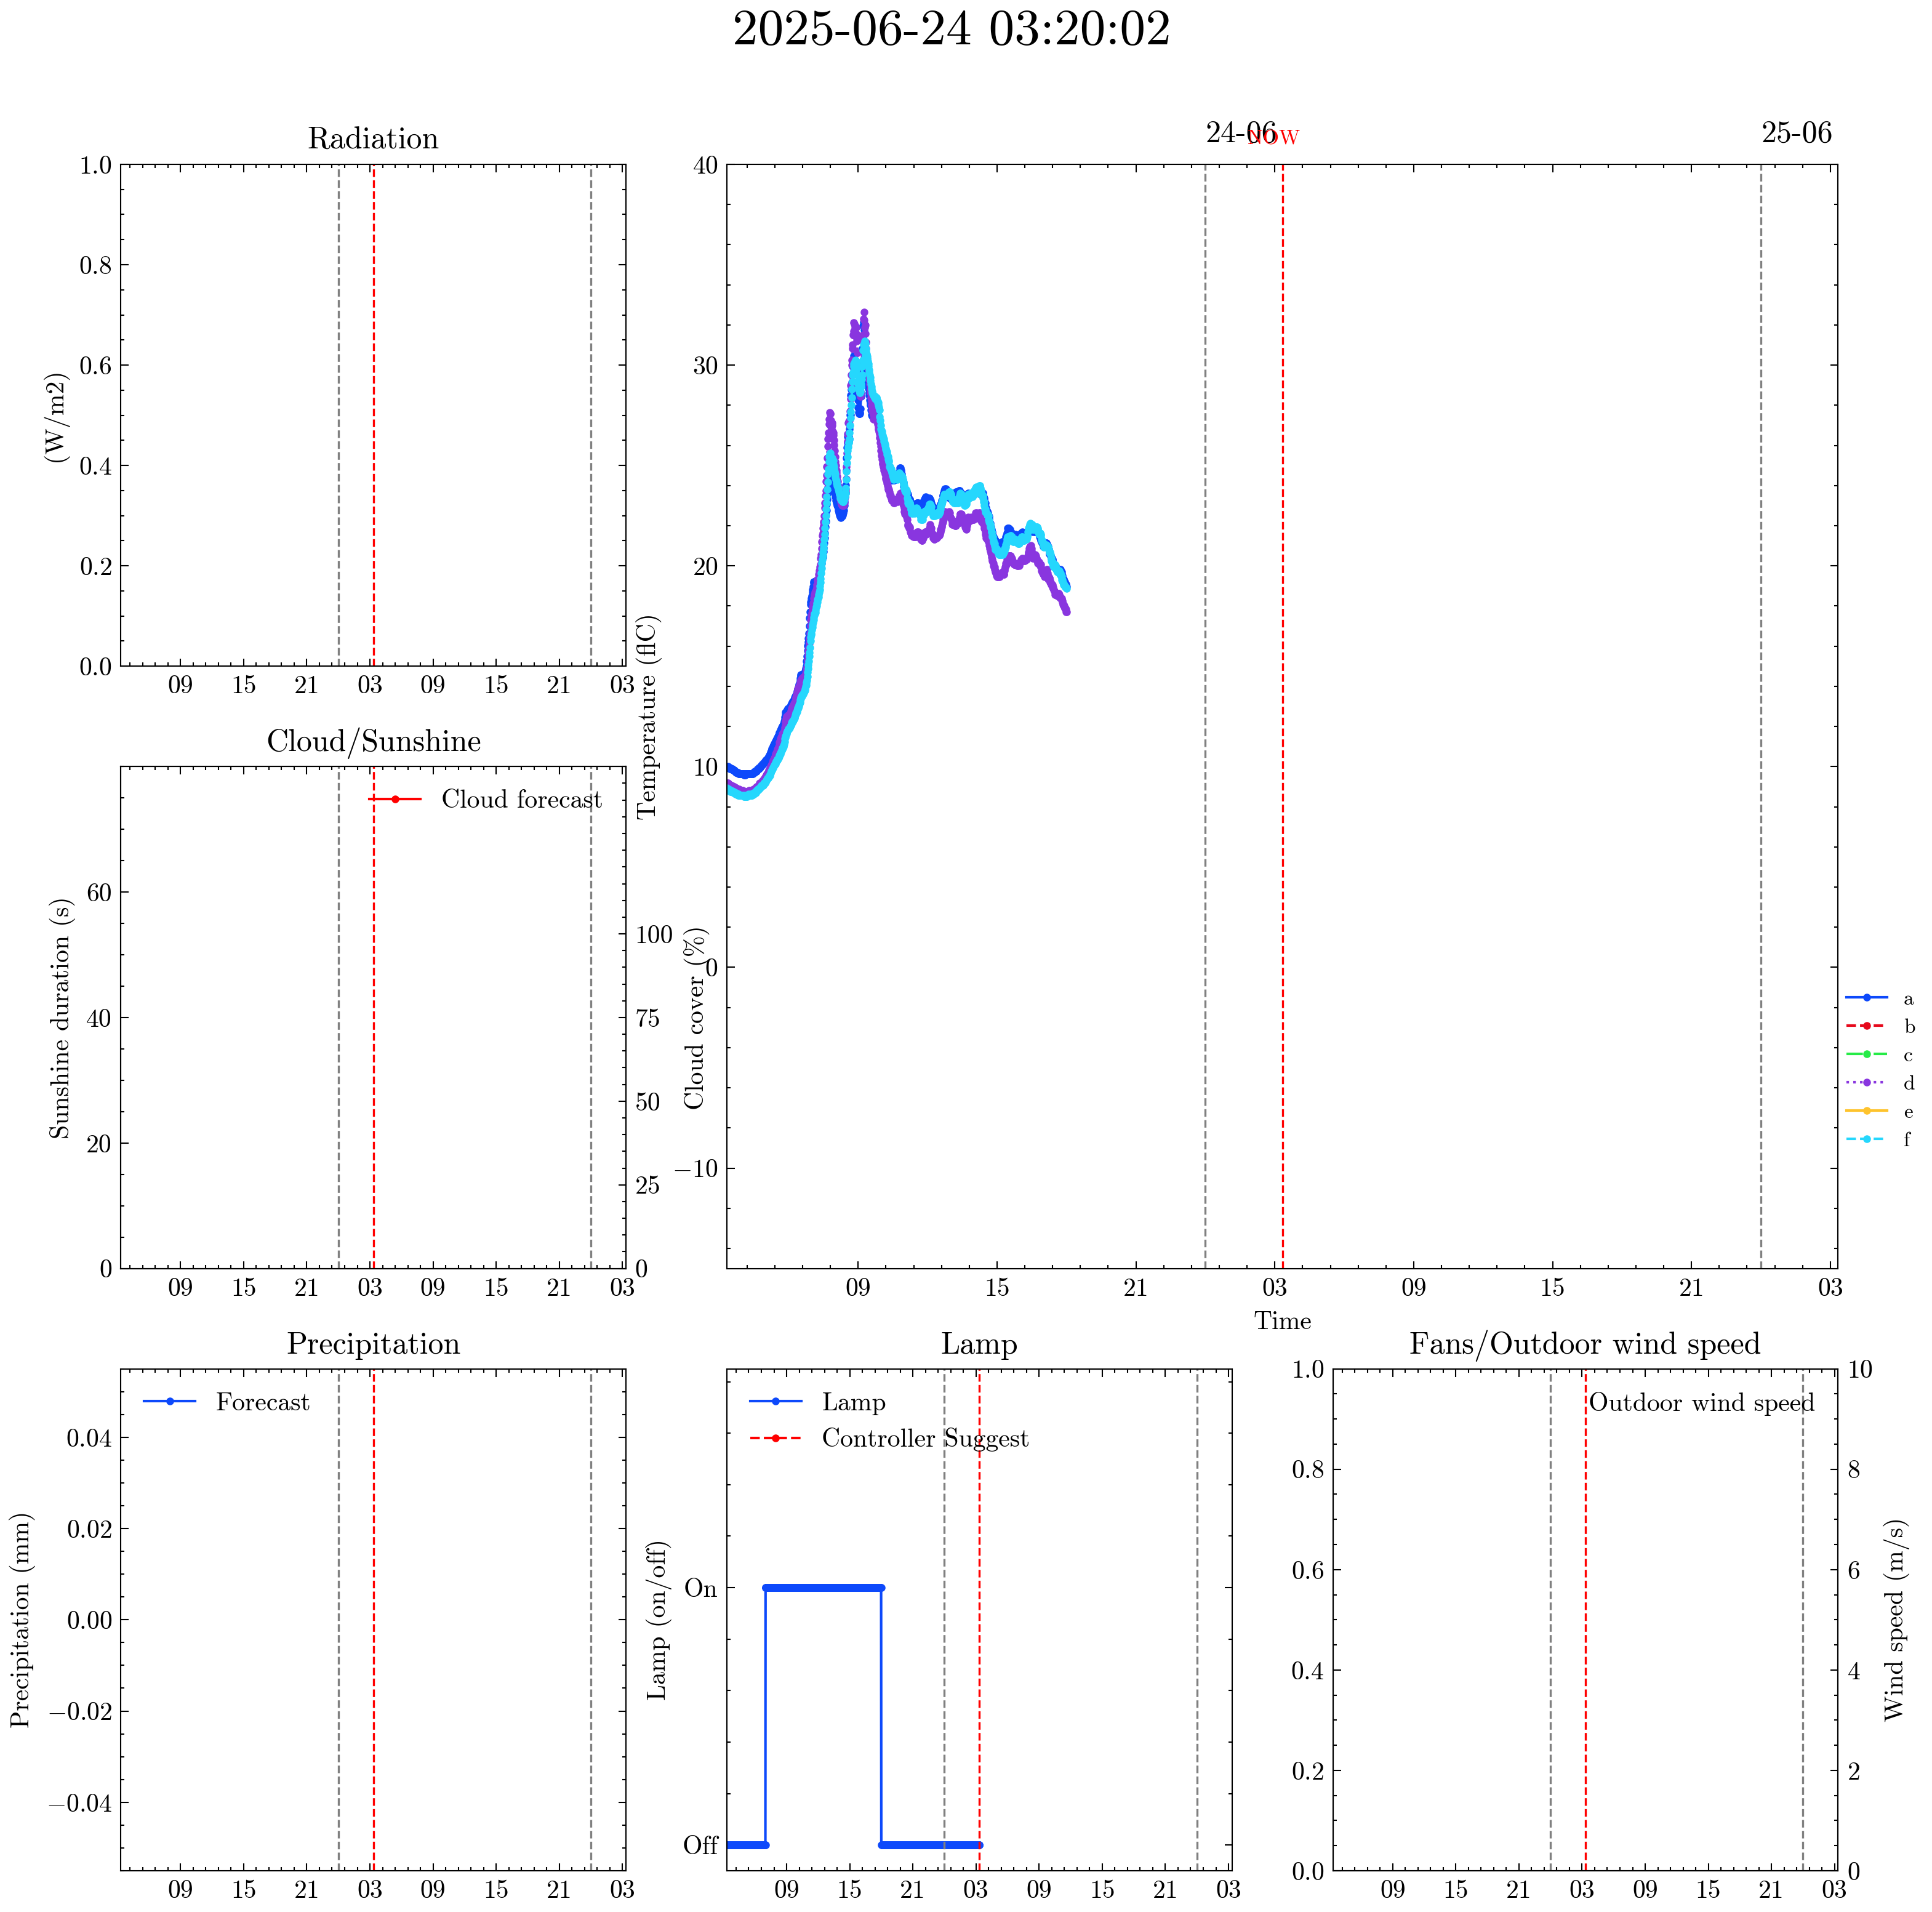 2025-06-24 03:20:02
Radiation
1.0
0.8
0.6
0.4
0.2
0.0
(W/m2)
09 15 21 03 09 15 21 03
24-06
NOW
25-06
40
30
20
10
0
−10
Temperature (flC)
09 15 21 03 09 15 21 03
Time
a
b
c
d
e
f
Cloud/Sunshine
Cloud forecast
60
40
20
0
Sunshine duration (s)
100
75
50
25
0
Cloud cover (%)
09 15 21 03 09 15 21 03
Precipitation
Forecast
0.04
0.02
0.00
−0.02
−0.04
Precipitation (mm)
09 15 21 03 09 15 21 03
Lamp
Lamp
Controller Suggest
On
Off
Lamp (on/off)
09 15 21 03 09 15 21 03
Fans/Outdoor wind speed
Outdoor wind speed
1.0
0.8
0.6
0.4
0.2
0.0
10
8
6
4
2
0
Wind speed (m/s)
09 15 21 03 09 15 21 03